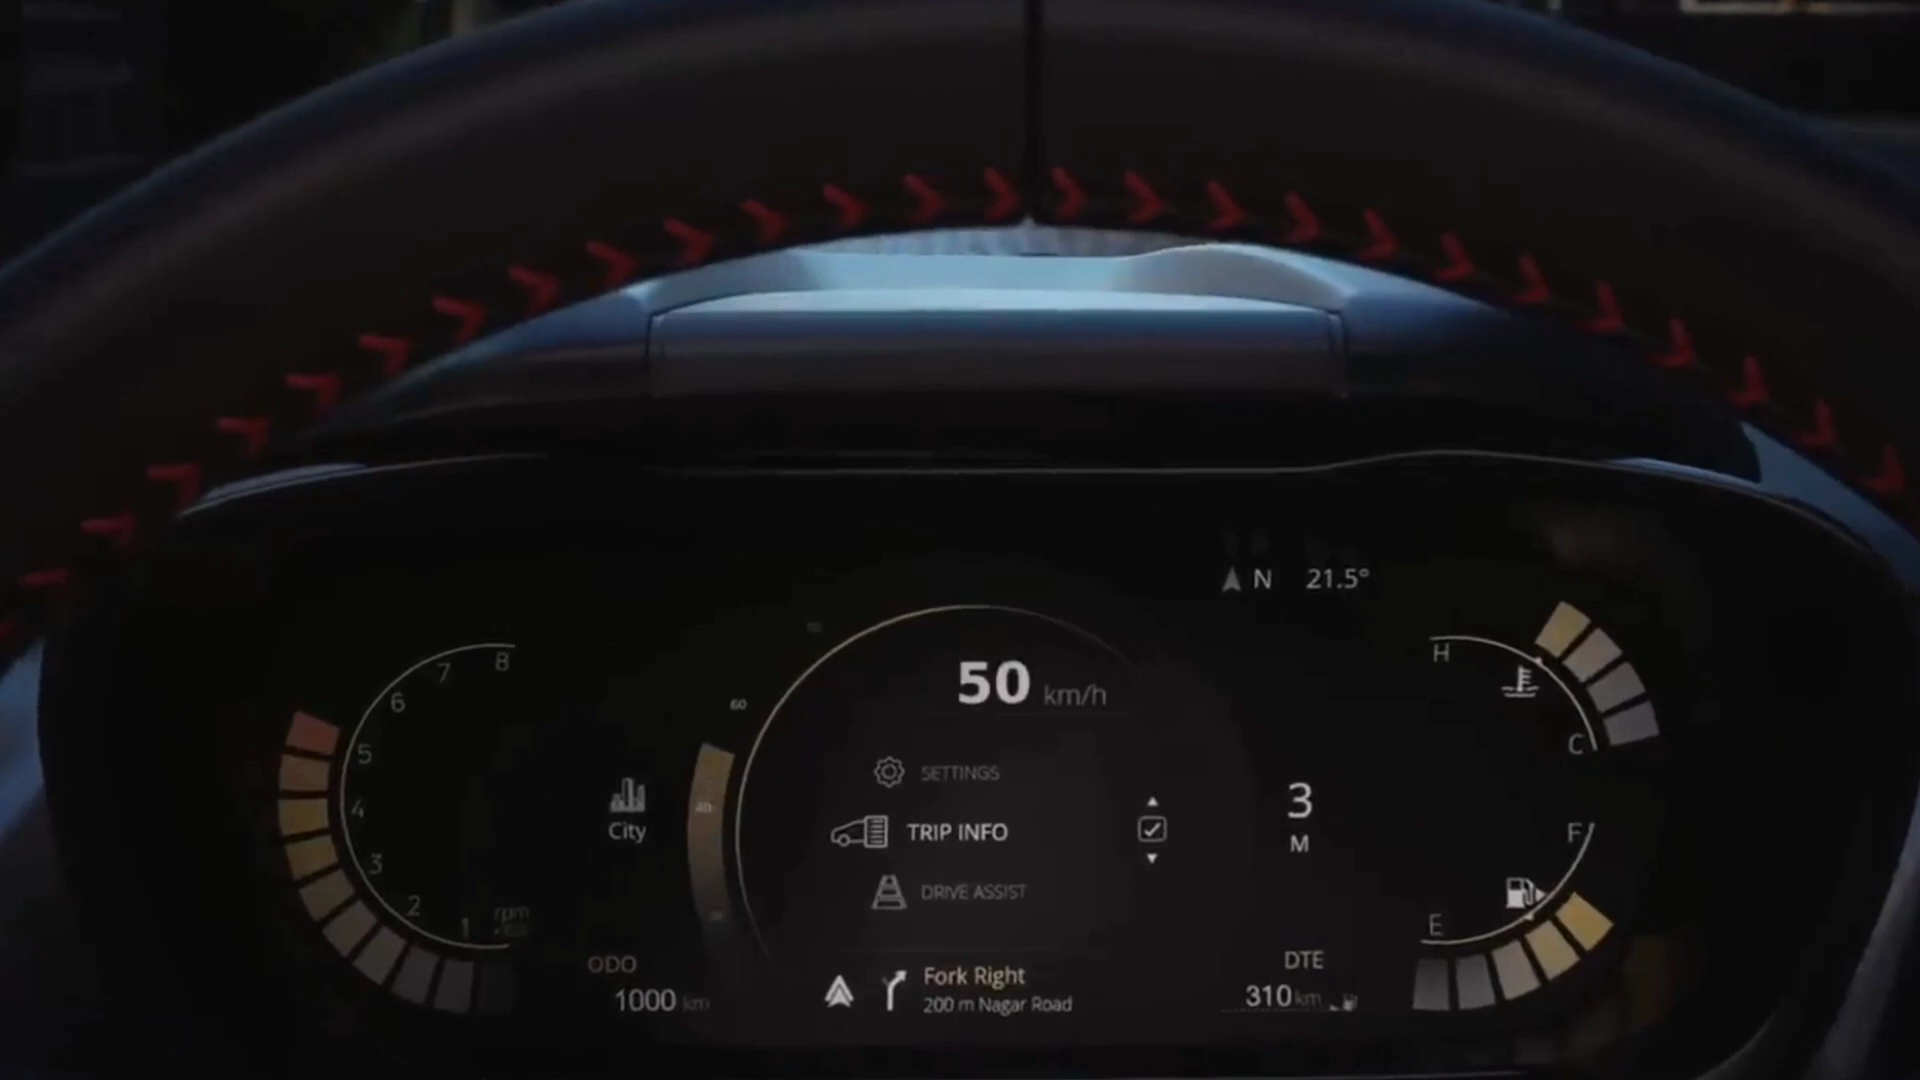 N 21.5°
50 km/h
8
7
6
5
4
3
2
1
rpm
City
60
40
SETTINGS
TRIP INFO
DRIVE ASSIST
3
M
H
C
F
E
ODO
1000 km
Fork Right
200 m Nagar Road
DTE
310 km